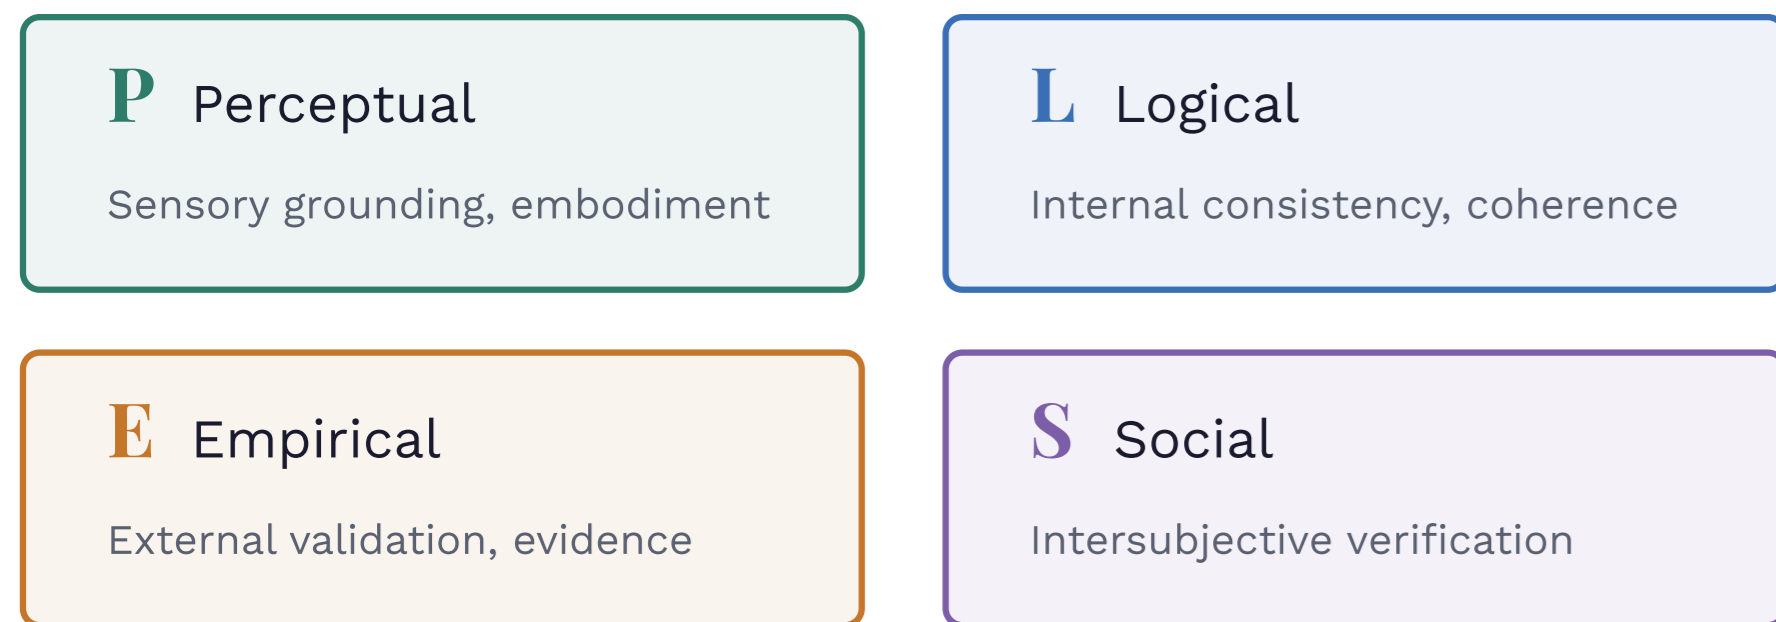 P Perceptual
Sensory grounding, embodiment
L Logical
Internal consistency, coherence
E Empirical
External validation, evidence
S Social
Intersubjective verification